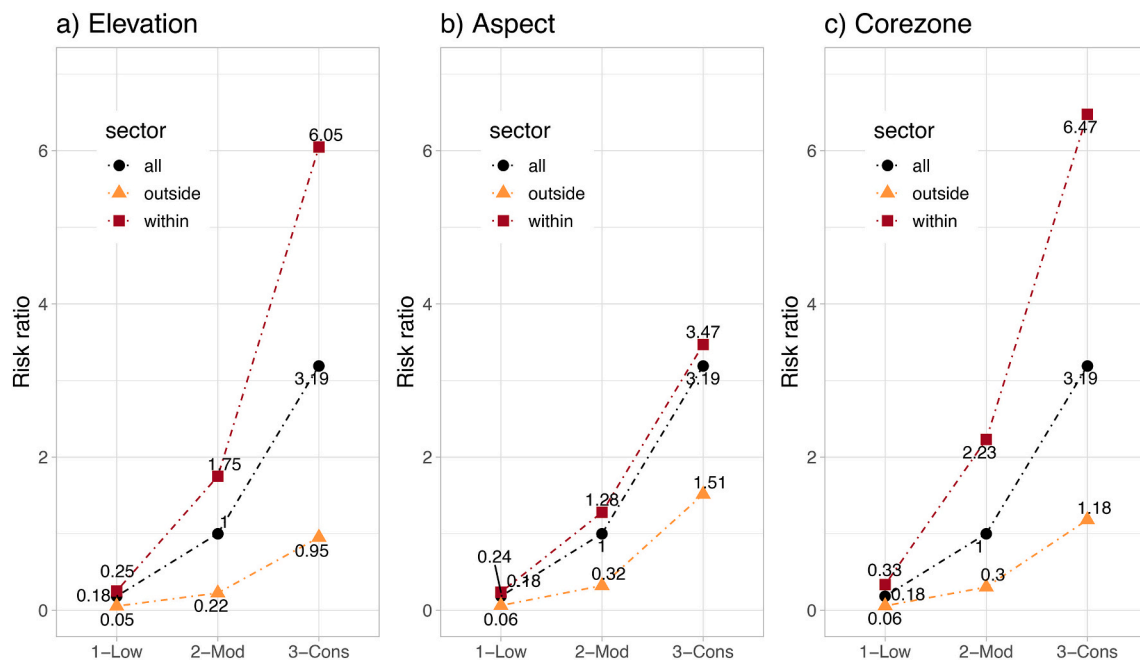 a) Elevation
Risk ratio
6
4
2
0
sector
all
outside
within
6.05
3.19
1.75
1
0.95
0.25
0.18
0.22
0.05
1-Low
2-Mod
3-Cons
b) Aspect
Risk ratio
6
4
2
0
sector
all
outside
within
3.47
3.19
1.51
1.28
1
0.24
0.18
0.32
0.06
1-Low
2-Mod
3-Cons
c) Corezone
Risk ratio
6
4
2
0
sector
all
outside
within
6.47
3.19
2.23
1.18
1
0.33
0.3
0.18
0.06
1-Low
2-Mod
3-Cons